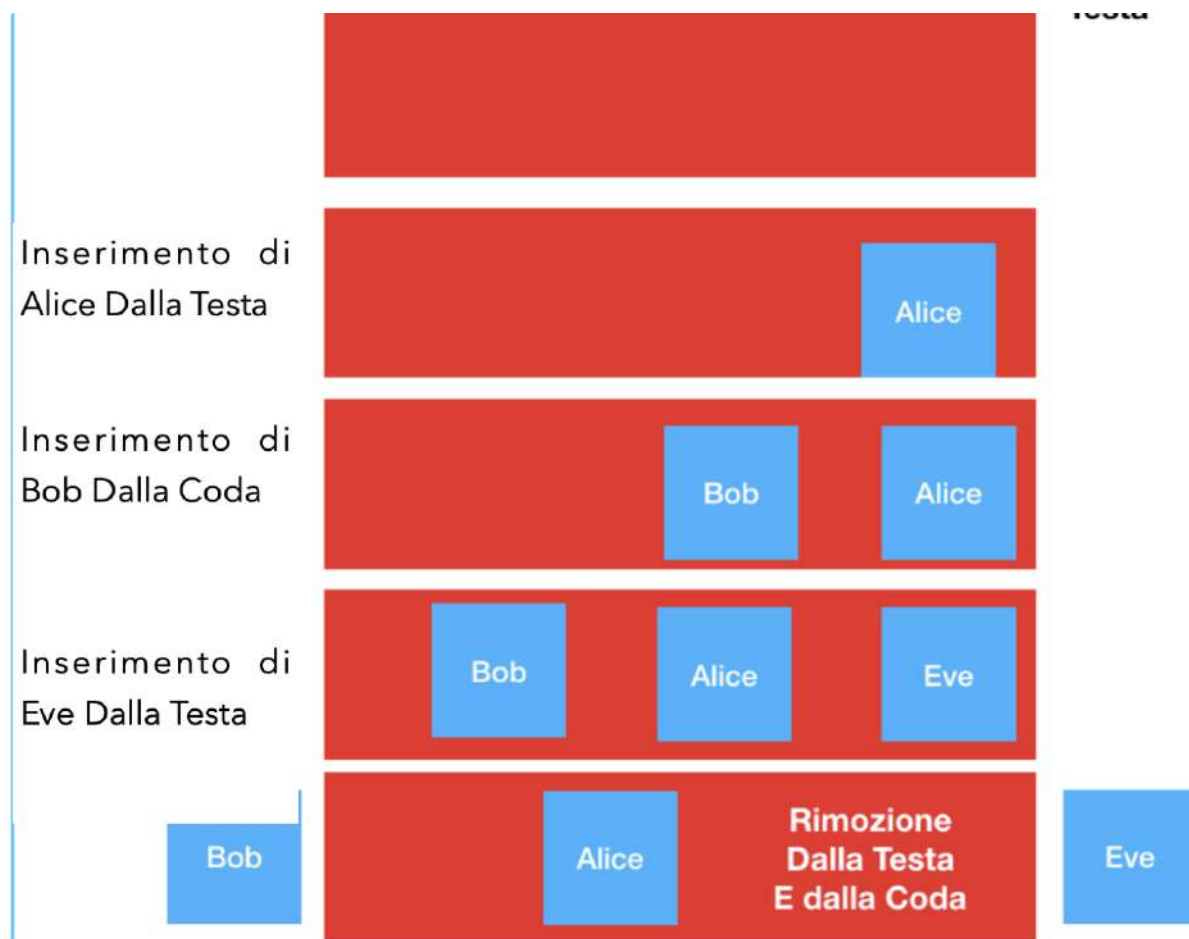 Inserimento di
Alice Dalla Testa
Alice
Inserimento di
Bob Dalla Coda
Bob
Alice
Inserimento di
Eve Dalla Testa
Bob
Alice
Eve
Bob
Alice
Rimozione
Dalla Testa
E dalla Coda
Eve